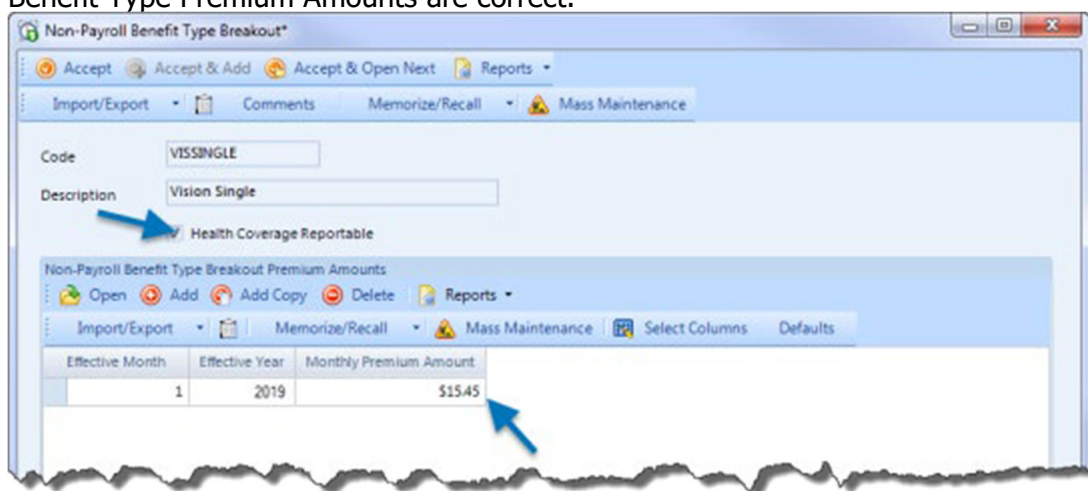 Benefit Type Premium Amounts are correct.
Non-Payroll Benefit Type Breakout*
Accept Accept & Add Accept & Open Next Reports
Import/Export Comments Memorize/Recall Mass Maintenance
Code VISSINGLE
Description Vision Single
Health Coverage Reportable
Non-Payroll Benefit Type Breakout Premium Amounts
Open Add Add Copy Delete Reports
Import/Export Memorize/Recall Mass Maintenance Select Columns Defaults
Effective Month Effective Year Monthly Premium Amount
1 2019 $15.45